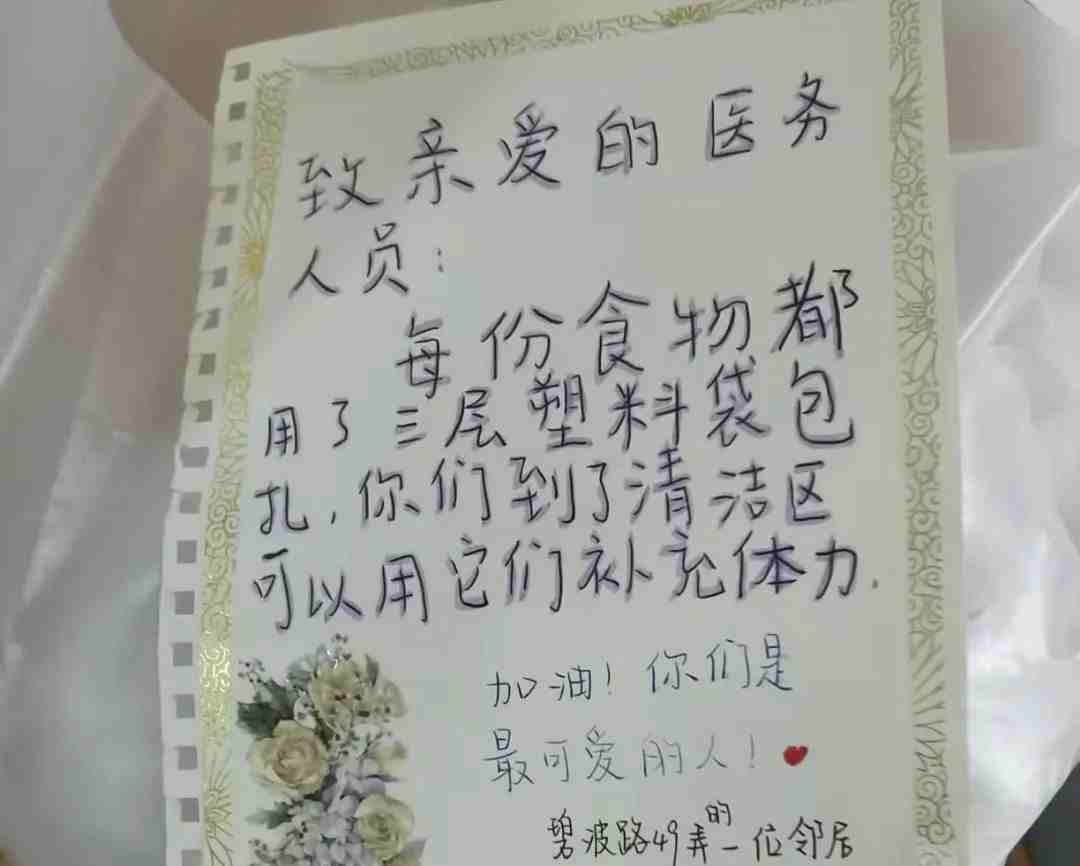 致亲爱的医务
人员：
每份食物都
用了三层塑料袋包
扎，你们到了清洁区
可以用它们补充体力.
加油！你们是
最可爱的人！
碧波路49弄的一位邻居